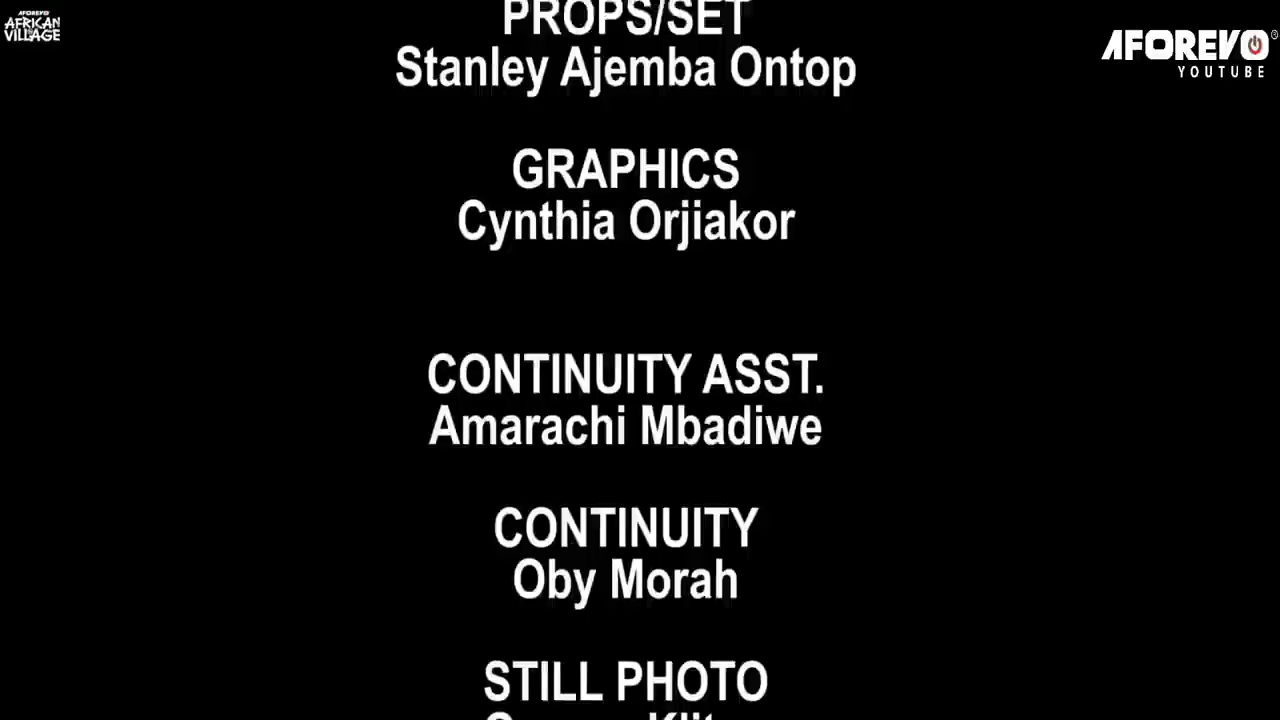 AFOREVO
AFRICAN
VILLAGE
AFOREVO
YOUTUBE
PROPS/SET
Stanley Ajemba Ontop
GRAPHICS
Cynthia Orjiakor
CONTINUITY ASST.
Amarachi Mbadiwe
CONTINUITY
Oby Morah
STILL PHOTO